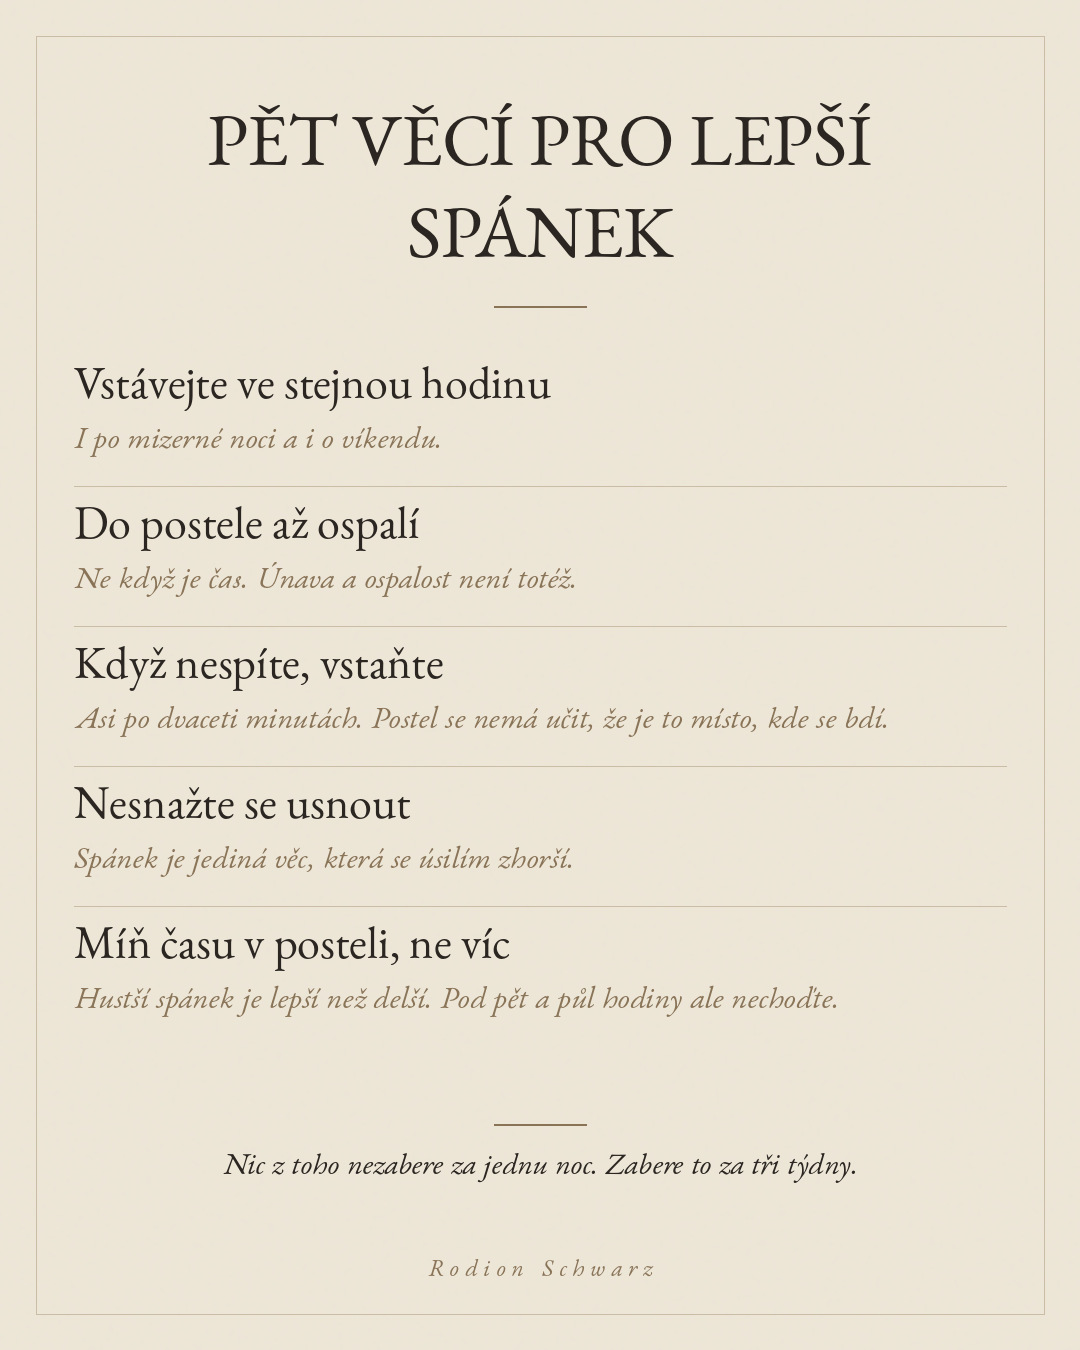 PĚT VĚCÍ PRO LEPŠÍ
SPÁNEK
Vstávejte ve stejnou hodinu
I po mizerné noci a i o víkendu.
Do postele až ospalí
Ne když je čas. Únava a ospalost není totéž.
Když nespíte, vstaňte
Asi po dvaceti minutách. Postel se nemá učit, že je to místo, kde se bdí.
Nesnažte se usnout
Spánek je jediná věc, která se úsilím zhorší.
Míň času v posteli, ne víc
Hustší spánek je lepší než delší. Pod pět a půl hodiny ale nechoďte.
Nic z toho nezabere za jednu noc. Zabere to za tři týdny.
Rodion Schwarz